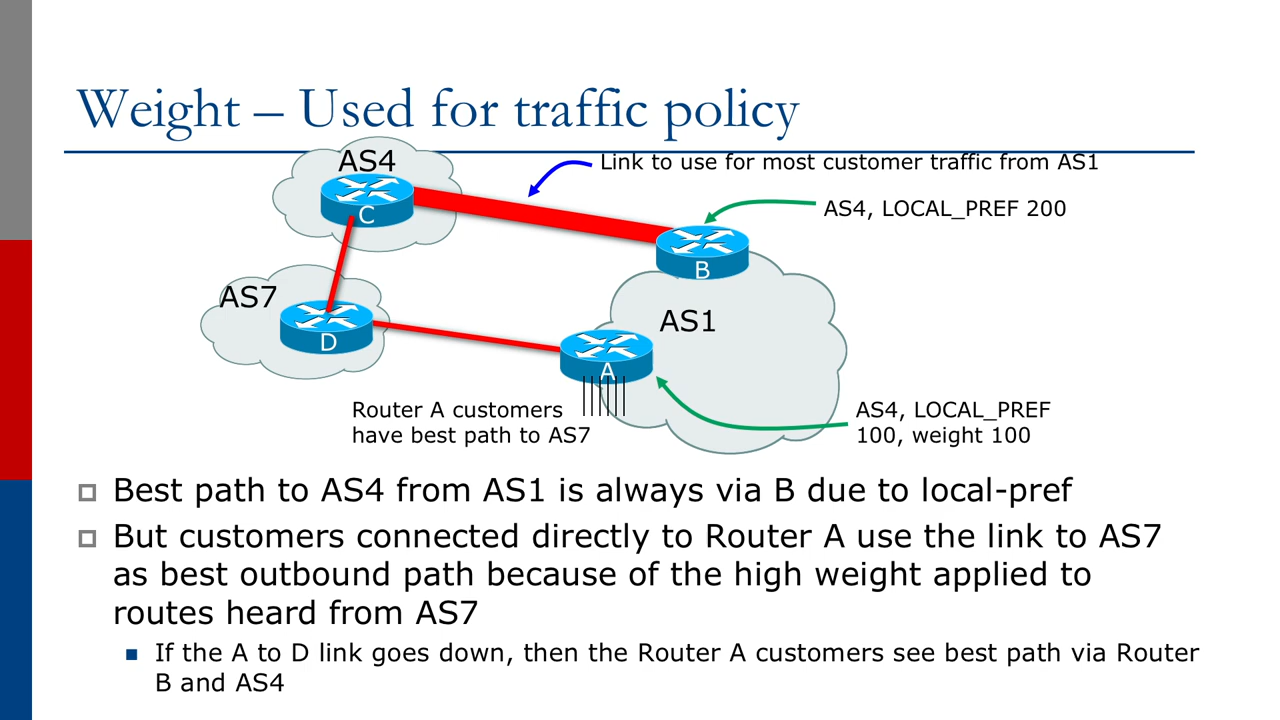 Weight – Used for traffic policy
AS4
Link to use for most customer traffic from AS1
C
AS4, LOCAL_PREF 200
B
AS7
AS1
D
A
Router A customers
have best path to AS7
AS4, LOCAL_PREF
100, weight 100
Best path to AS4 from AS1 is always via B due to local-pref
But customers connected directly to Router A use the link to AS7
as best outbound path because of the high weight applied to
routes heard from AS7
If the A to D link goes down, then the Router A customers see best path via Router
B and AS4